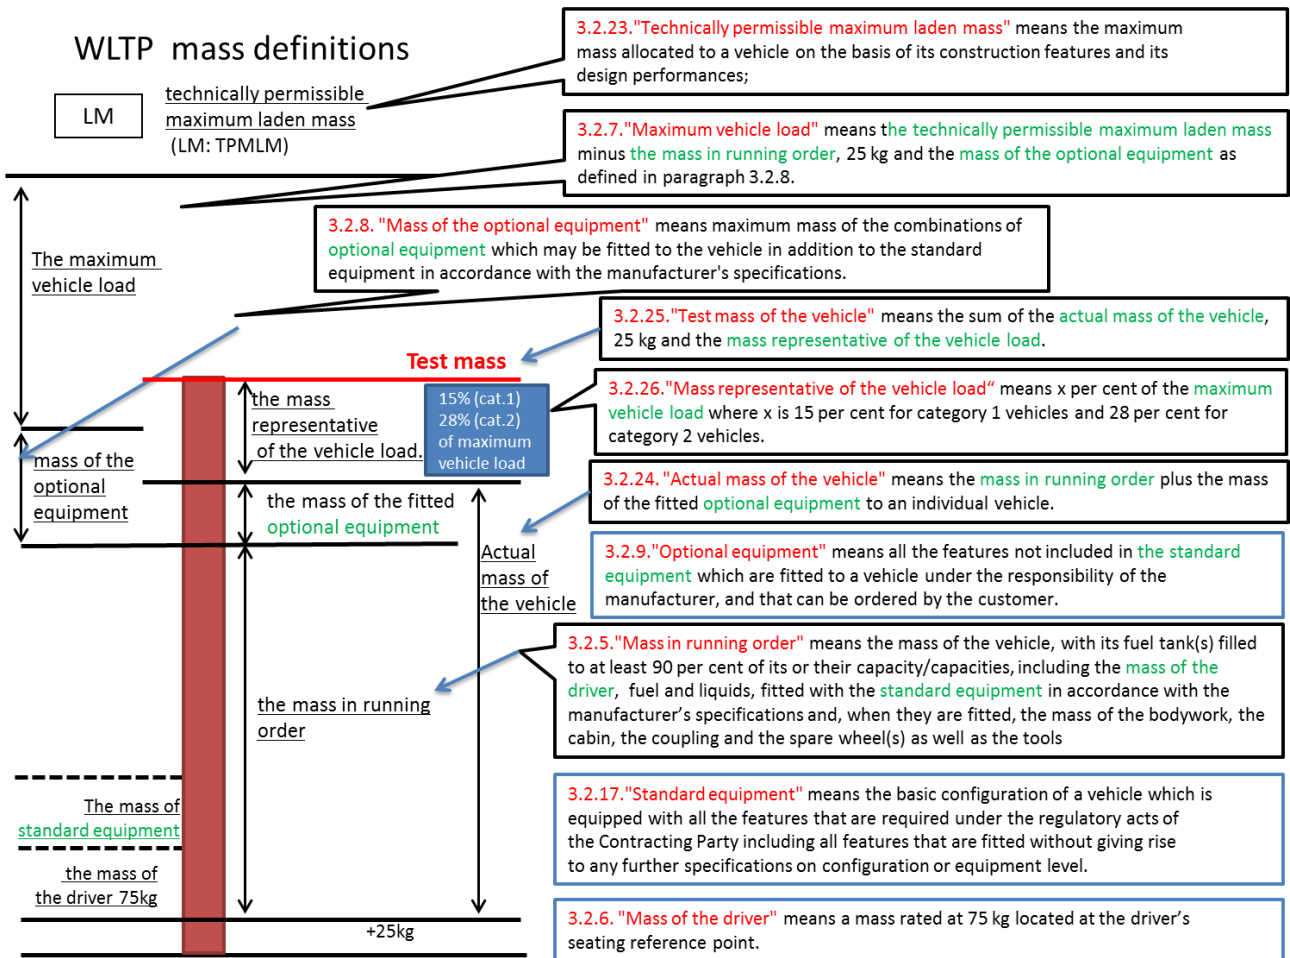 WLTP mass definitions
LM
technically permissible
maximum laden mass
(LM: TPMLM)
3.2.23."Technically permissible maximum laden mass" means the maximum
mass allocated to a vehicle on the basis of its construction features and its
design performances;
3.2.7."Maximum vehicle load" means the technically permissible maximum laden mass
minus the mass in running order, 25 kg and the mass of the optional equipment as
defined in paragraph 3.2.8.
3.2.8. "Mass of the optional equipment" means maximum mass of the combinations of
optional equipment which may be fitted to the vehicle in addition to the standard
equipment in accordance with the manufacturer's specifications.
The maximum
vehicle load
3.2.25."Test mass of the vehicle" means the sum of the actual mass of the vehicle,
25 kg and the mass representative of the vehicle load.
Test mass
the mass
representative
of the vehicle load.
15% (cat.1)
28% (cat.2)
of maximum
vehicle load
3.2.26."Mass representative of the vehicle load“ means x per cent of the maximum
vehicle load where x is 15 per cent for category 1 vehicles and 28 per cent for
category 2 vehicles.
mass of the
optional
equipment
the mass of the fitted
optional equipment
3.2.24. "Actual mass of the vehicle" means the mass in running order plus the mass
of the fitted optional equipment to an individual vehicle.
Actual
mass of
the vehicle
3.2.9."Optional equipment" means all the features not included in the standard
equipment which are fitted to a vehicle under the responsibility of the
manufacturer, and that can be ordered by the customer.
3.2.5."Mass in running order" means the mass of the vehicle, with its fuel tank(s) filled
to at least 90 per cent of its or their capacity/capacities, including the mass of the
driver, fuel and liquids, fitted with the standard equipment in accordance with the
manufacturer’s specifications and, when they are fitted, the mass of the bodywork, the
cabin, the coupling and the spare wheel(s) as well as the tools
the mass in running
order
The mass of
standard equipment
the mass of
the driver 75kg
3.2.17."Standard equipment" means the basic configuration of a vehicle which is
equipped with all the features that are required under the regulatory acts of
the Contracting Party including all features that are fitted without giving rise
to any further specifications on configuration or equipment level.
+25kg
3.2.6. "Mass of the driver" means a mass rated at 75 kg located at the driver’s
seating reference point.